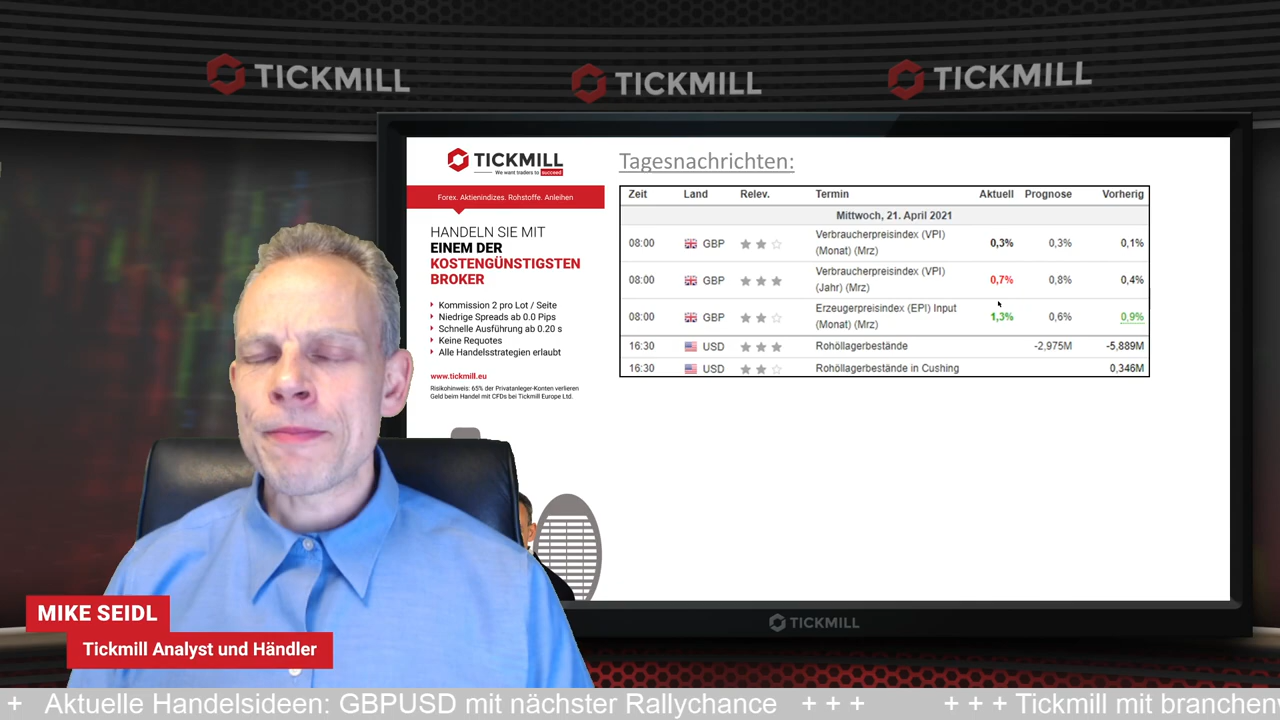 TICKMILL
TICKMILL
TICKMILL
TICKMILL
We want traders to succeed
Forex. Aktienindizes. Rohstoffe. Anleihen
HANDELN SIE MIT
EINEM DER
KOSTENGÜNSTIGSTEN
BROKER
Kommission 2 pro Lot / Seite
Niedrige Spreads ab 0.0 Pips
Schnelle Ausführung ab 0.20 s
Keine Requotes
Alle Handelsstrategien erlaubt
www.tickmill.eu
Risikohinweis: 65% der Privatanleger-Konten verlieren
Geld beim Handel mit CFDs bei Tickmill Europe Ltd.
Tagesnachrichten:
Zeit Land Relev. Termin Aktuell Prognose Vorherig
Mittwoch, 21. April 2021
08:00 GBP Verbraucherpreisindex (VPI) (Monat) (Mrz) 0,3% 0,3% 0,1%
08:00 GBP Verbraucherpreisindex (VPI) (Jahr) (Mrz) 0,7% 0,8% 0,4%
08:00 GBP Erzeugerpreisindex (EPI) Input (Monat) (Mrz) 1,3% 0,6% 0,9%
16:30 USD Rohöllagerbestände -2,975M -5,889M
16:30 USD Rohöllagerbestände in Cushing 0,346M
TICKMILL
MIKE SEIDL
Tickmill Analyst und Händler
+ Aktuelle Handelsideen: GBPUSD mit nächster Rallychance + + + + + + Tickmill mit branchen